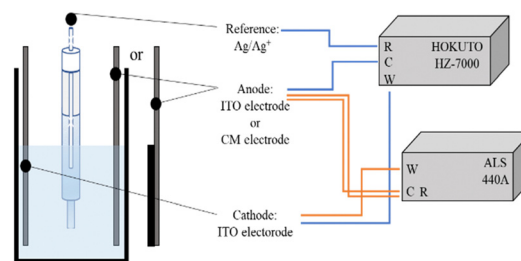 or
Reference:
Ag/Ag⁺
Anode:
ITO electrode
or
CM electrode
Cathode:
ITO electorode
R
C
W
HOKUTO
HZ-7000
W
C R
ALS
440A